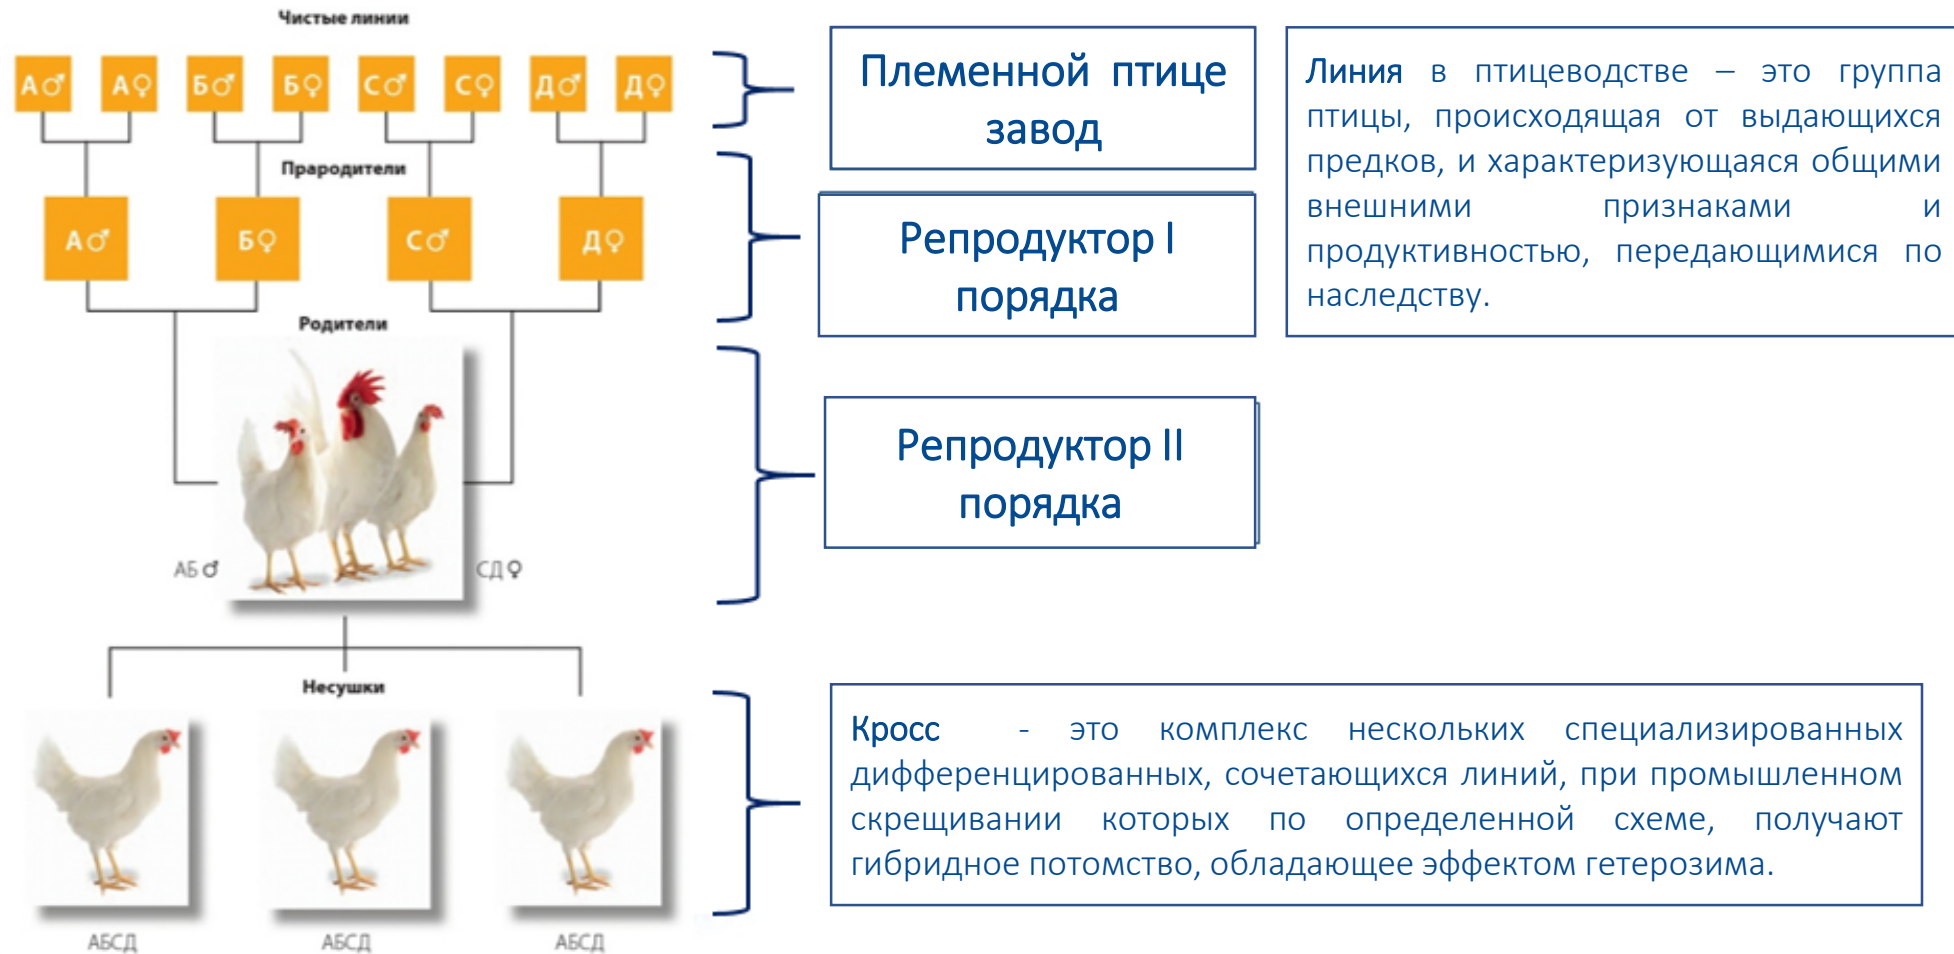 Чистые линии
А♂ А♀ Б♂ Б♀ С♂ С♀ Д♂ Д♀
Прародители
А♂ Б♀ С♂ Д♀
Родители
АБ♂ СД♀
Несушки
АБСД АБСД АБСД
Племенной птице
завод
Репродуктор I
порядка
Репродуктор II
порядка
Линия в птицеводстве – это группа
птицы, происходящая от выдающихся
предков, и характеризующаяся общими
внешними признаками и
продуктивностью, передающимися по
наследству.
Кросс - это комплекс нескольких специализированных
дифференцированных, сочетающихся линий, при промышленном
скрещивании которых по определенной схеме, получают
гибридное потомство, обладающее эффектом гетерозима.